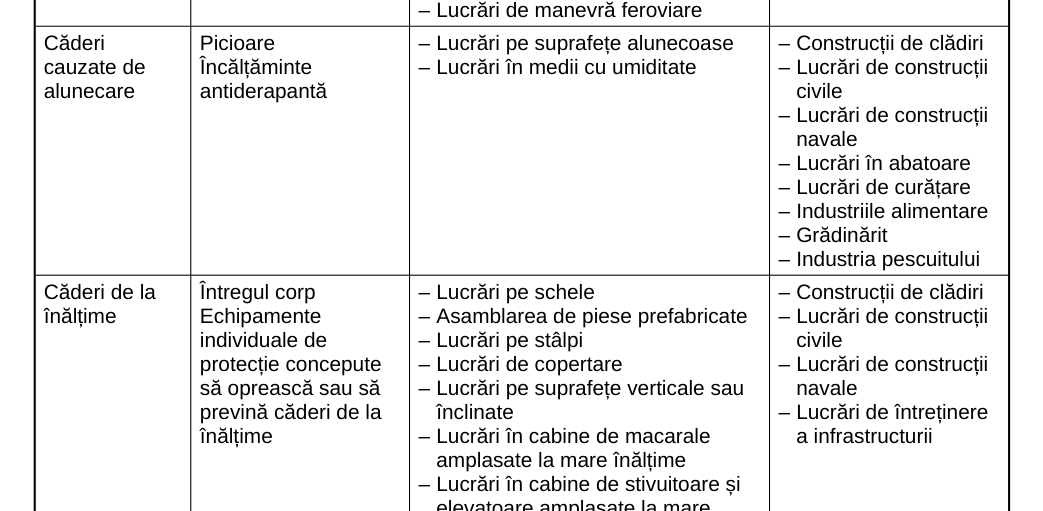 – Lucrări de manevră feroviare
Căderi
cauzate de
alunecare
Picioare
Încălțăminte
antiderapantă
– Lucrări pe suprafețe alunecoase
– Lucrări în medii cu umiditate
– Construcții de clădiri
– Lucrări de construcții
civile
– Lucrări de construcții
navale
– Lucrări în abatoare
– Lucrări de curățare
– Industriile alimentare
– Grădinărit
– Industria pescuitului
Căderi de la
înălțime
Întregul corp
Echipamente
individuale de
protecție concepute
să oprească sau să
prevină căderi de la
înălțime
– Lucrări pe schele
– Asamblarea de piese prefabricate
– Lucrări pe stâlpi
– Lucrări de copertare
– Lucrări pe suprafețe verticale sau
înclinate
– Lucrări în cabine de macarale
amplasate la mare înălțime
– Lucrări în cabine de stivuitoare și
elevatoare amplasate la mare
– Construcții de clădiri
– Lucrări de construcții
civile
– Lucrări de construcții
navale
– Lucrări de întreținere
a infrastructurii